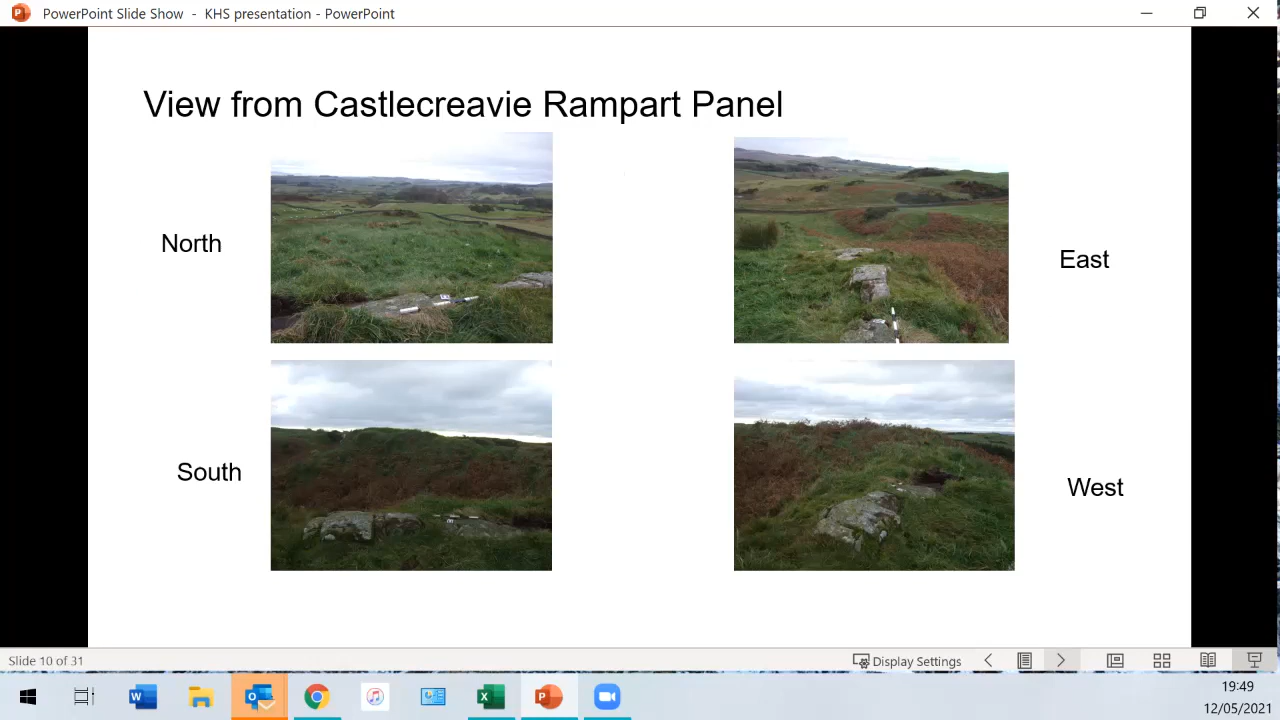 PowerPoint Slide Show - KHS presentation - PowerPoint
View from Castlecreavie Rampart Panel
North
East
South
West
Slide 10 of 31
Display Settings
19:49
12/05/2021